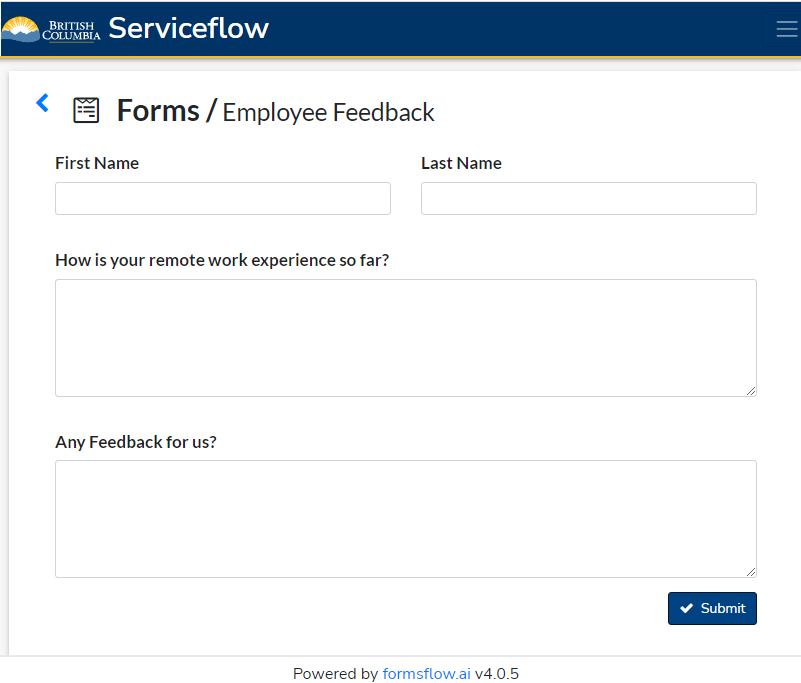 BRITISH
COLUMBIA
Serviceflow
Forms / Employee Feedback
First Name
Last Name
How is your remote work experience so far?
Any Feedback for us?
Submit
Powered by formsflow.ai v4.0.5